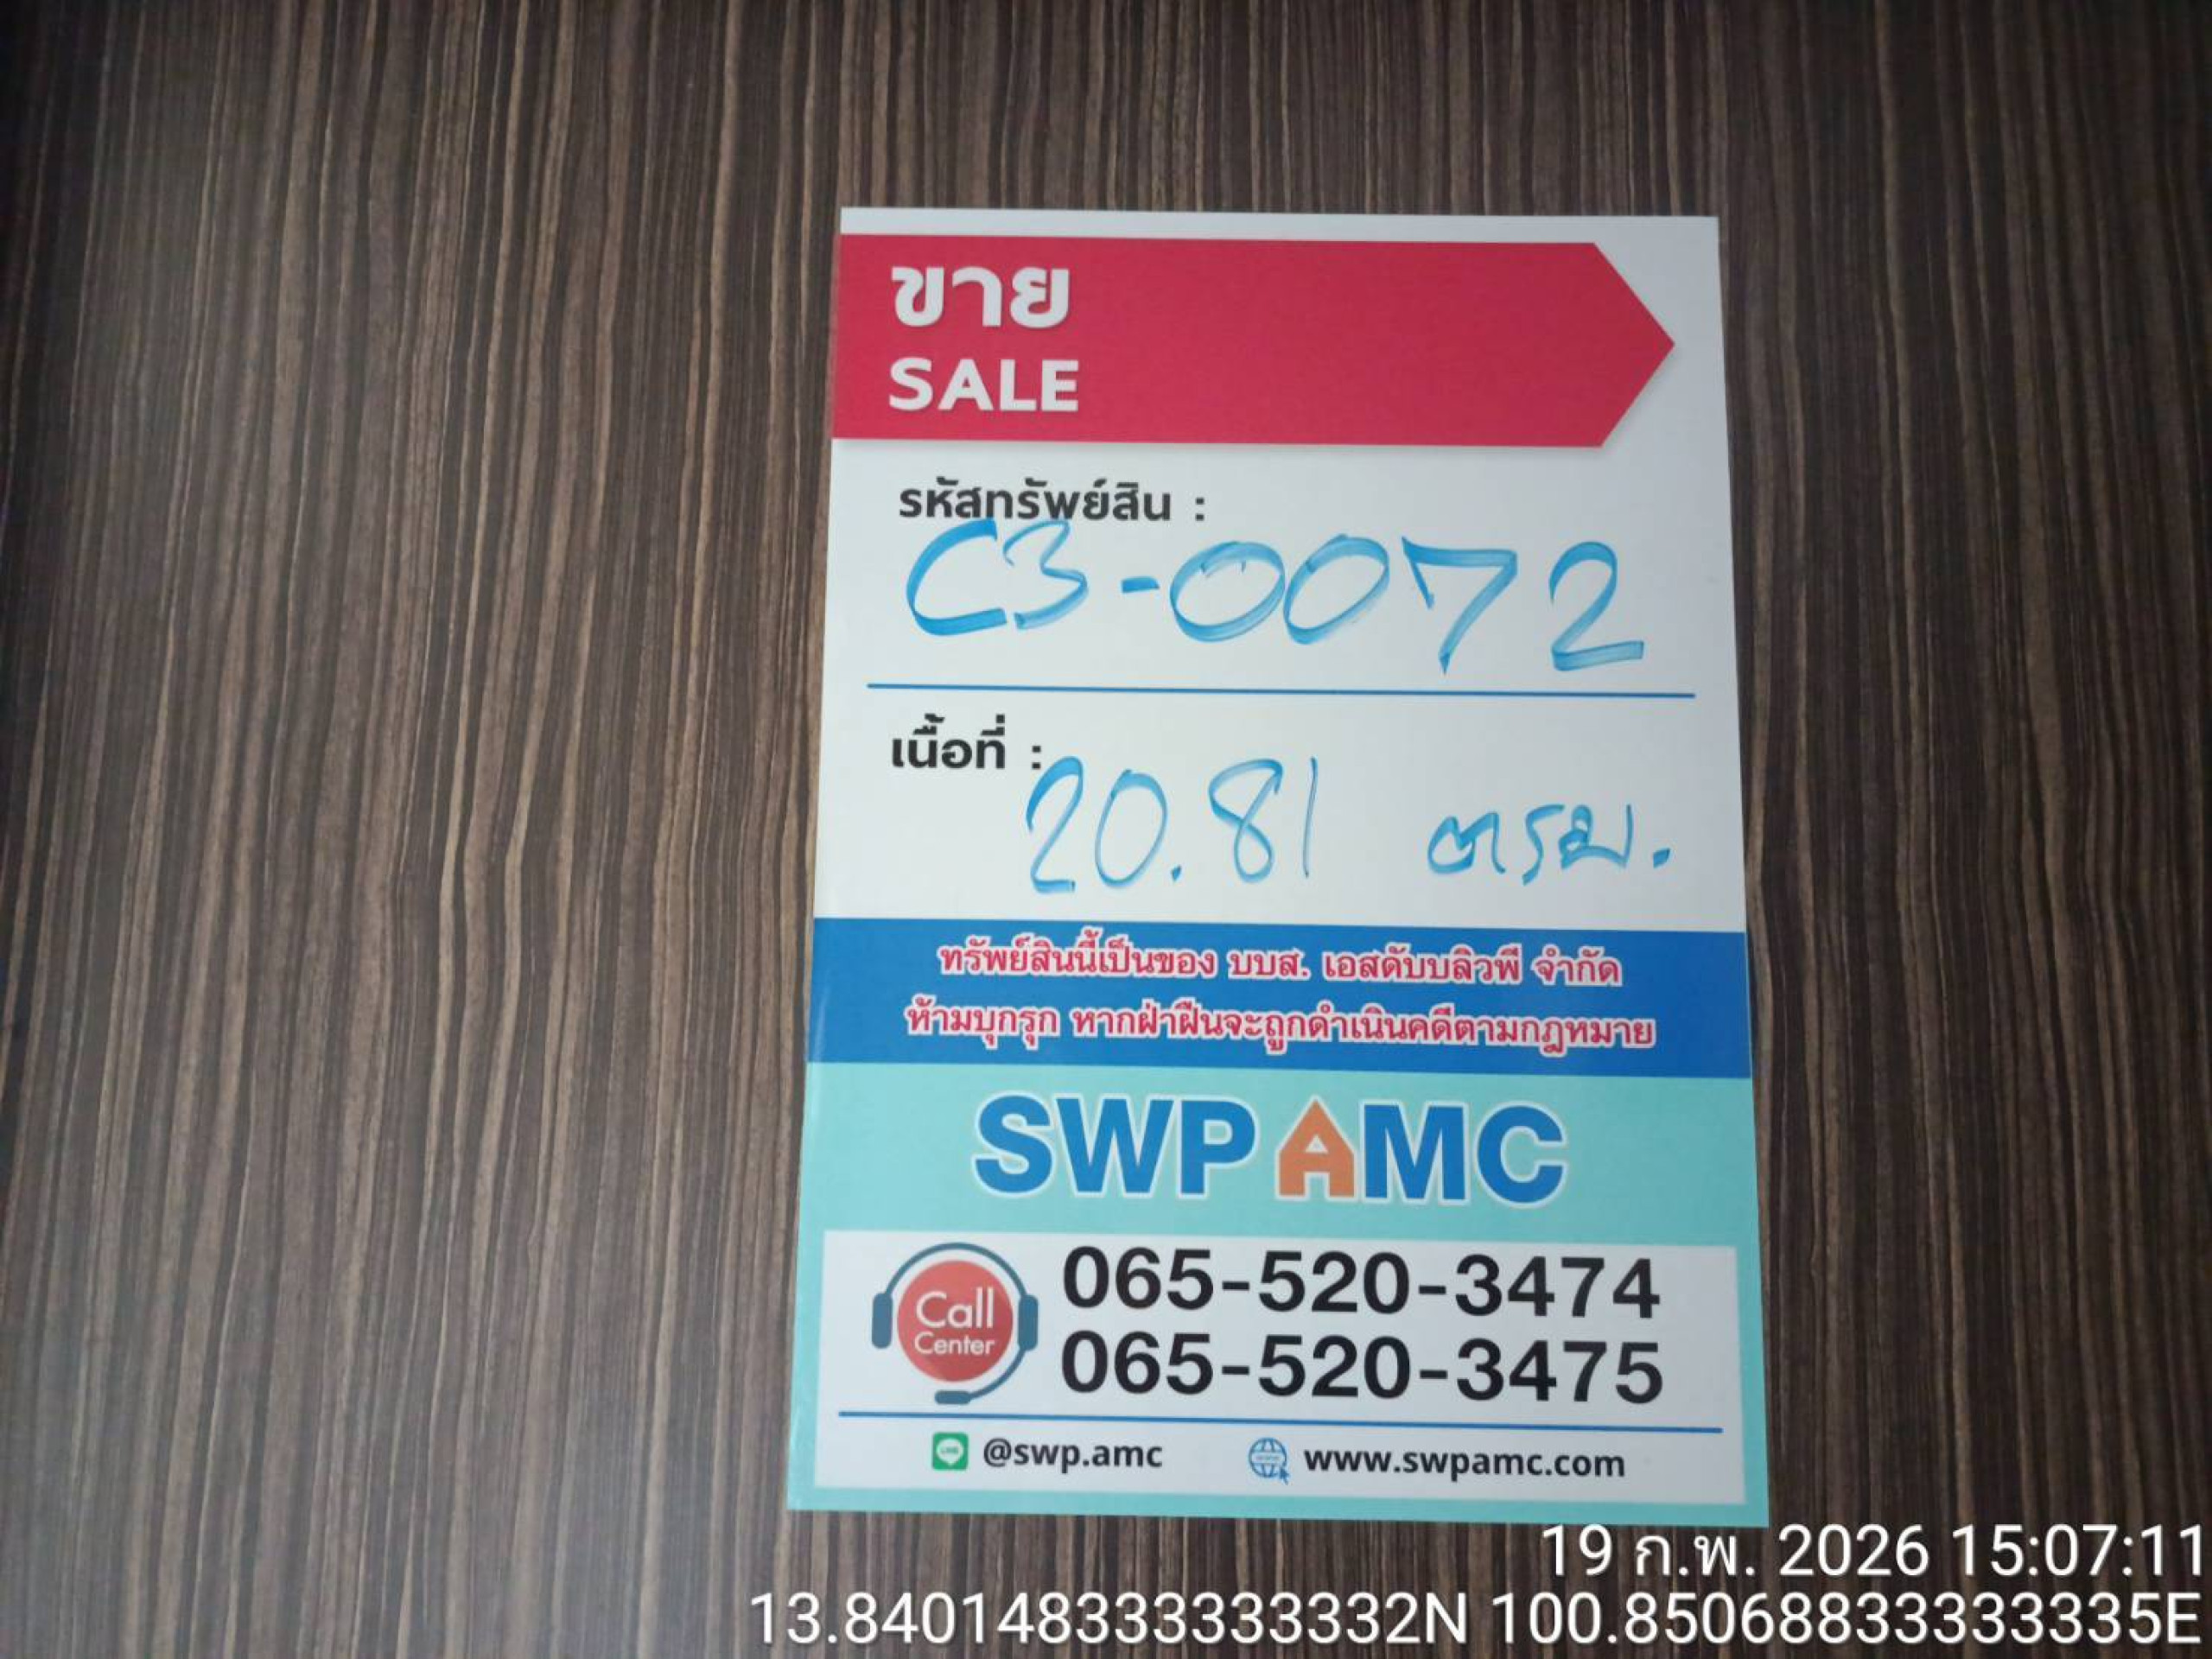 ขาย
SALE
รหัสทรัพย์สิน :
C3-0072
เนื้อที่ :
20.81 ตรม.
ทรัพย์สินนี้เป็นของ บบส. เอสดับบลิวพี จำกัด
ห้ามบุกรุก หากฝ่าฝืนจะถูกดำเนินคดีตามกฎหมาย
SWP AMC
Call
Center
065-520-3474
065-520-3475
@swp.amc www.swpamc.com
19 ก.พ. 2026 15:07:11
13.840148333333332N 100.85068833333335E